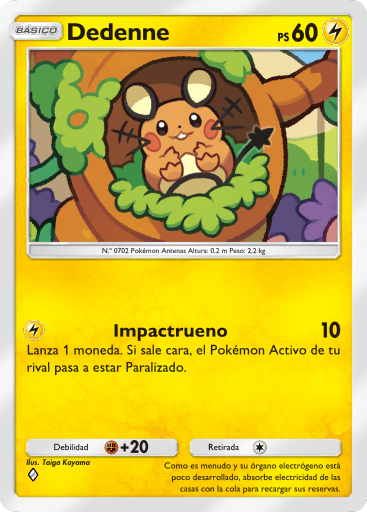 BÁSICO Dedenne PS 60
N.º 0702 Pokémon Antenas Altura: 0,2 m Peso: 2,2 kg
Impactrueno 10
Lanza 1 moneda. Si sale cara, el Pokémon Activo de tu
rival pasa a estar Paralizado.
Debilidad +20 Retirada
Ilus. Taiga Kayama
Como es menudo y su órgano electrógeno está
poco desarrollado, absorbe electricidad de las
casas con la cola para recargar sus reservas.